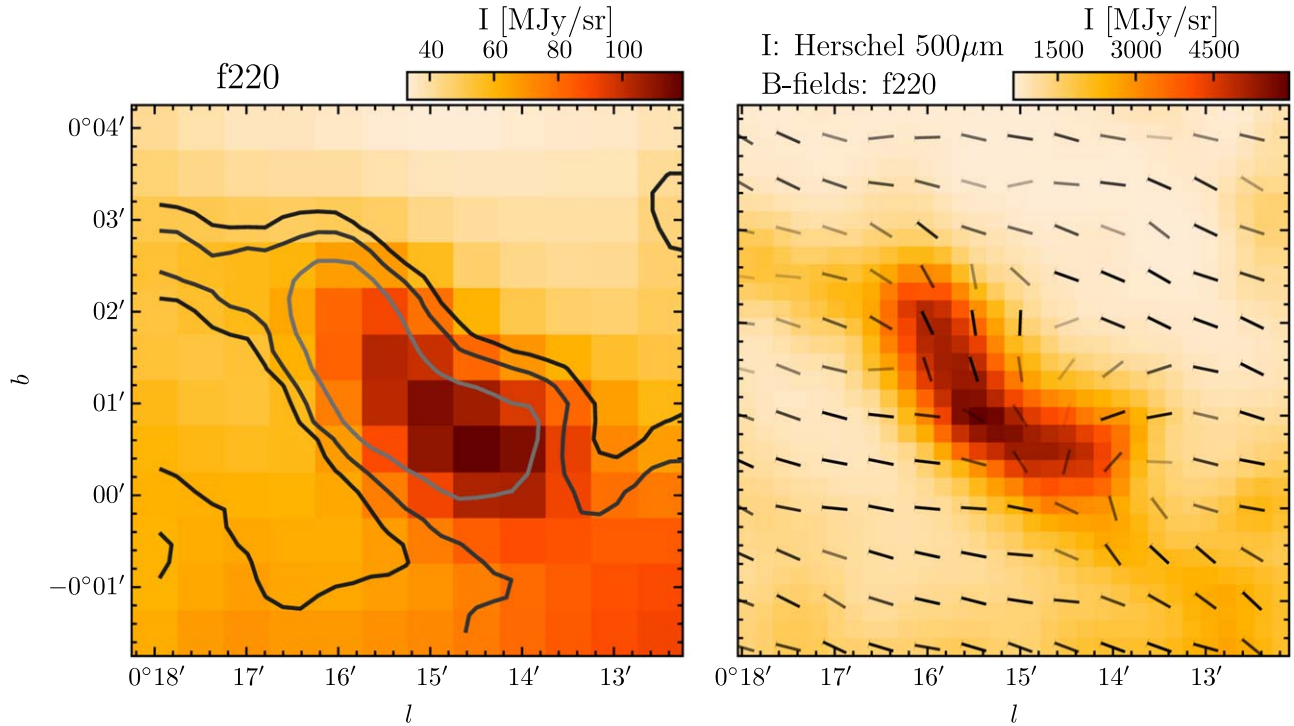 I [MJy/sr]
40 60 80 100
f220
I [MJy/sr]
1500 3000 4500
I: Herschel 500μm
B-fields: f220
0°04′
03′
02′
01′
00′
−0°01′
b
0°18′ 17′ 16′ 15′ 14′ 13′
l
0°18′ 17′ 16′ 15′ 14′ 13′
l